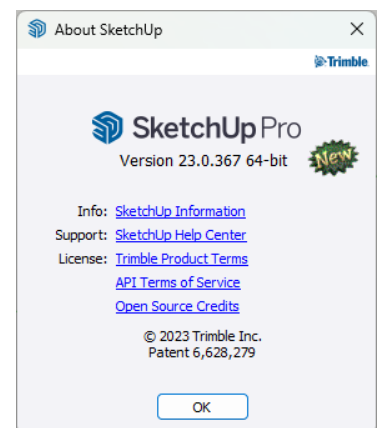 About SketchUp
Trimble.
SketchUp Pro
Version 23.0.367 64-bit
New
Info: SketchUp Information
Support: SketchUp Help Center
License: Trimble Product Terms
API Terms of Service
Open Source Credits
© 2023 Trimble Inc.
Patent 6,628,279
OK